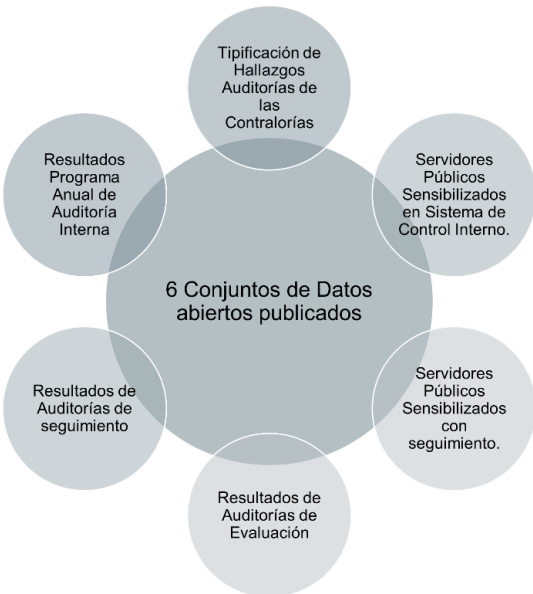 Tipificación de
Hallazgos
Auditorías de
las
Contralorías
Servidores
Públicos
Sensibilizados
en Sistema de
Control Interno.
Servidores
Públicos
Sensibilizados
con
seguimiento.
Resultados de
Auditorías de
Evaluación
Resultados de
Auditorías de
seguimiento
Resultados
Programa
Anual de
Auditoría
Interna
6 Conjuntos de Datos
abiertos publicados